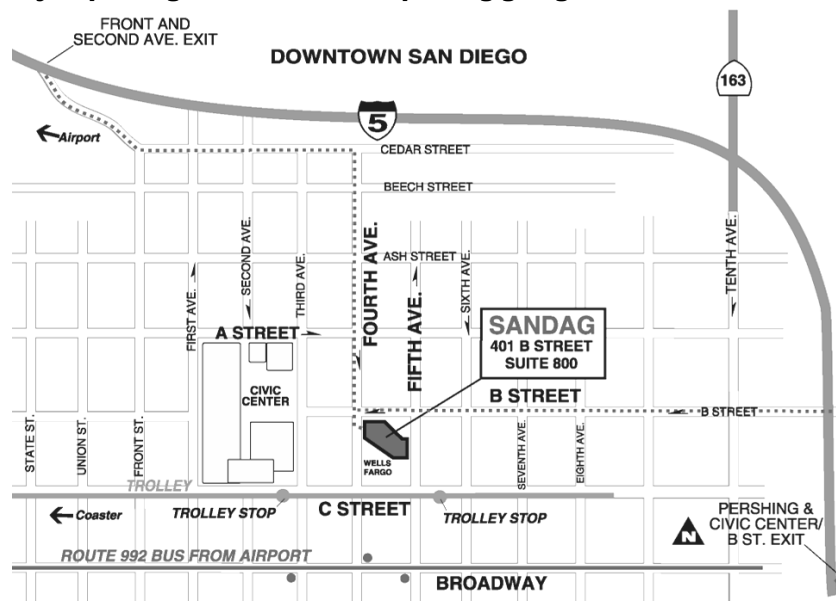 FRONT AND
SECOND AVE. EXIT
DOWNTOWN SAN DIEGO
163
5
Airport
CEDAR STREET
BEECH STREET
ASH STREET
FIRST AVE.
SECOND AVE.
THIRD AVE.
FOURTH AVE.
FIFTH AVE.
SIXTH AVE.
TENTH AVE.
A STREET
SANDAG
401 B STREET
SUITE 800
CIVIC
CENTER
B STREET
B STREET
STATE ST.
UNION ST.
FRONT ST.
WELLS
FARGO
SEVENTH AVE.
EIGHTH AVE.
TROLLEY
Coaster
TROLLEY STOP
C STREET
TROLLEY STOP
PERSHING &
CIVIC CENTER/
B ST. EXIT
N
ROUTE 992 BUS FROM AIRPORT
BROADWAY